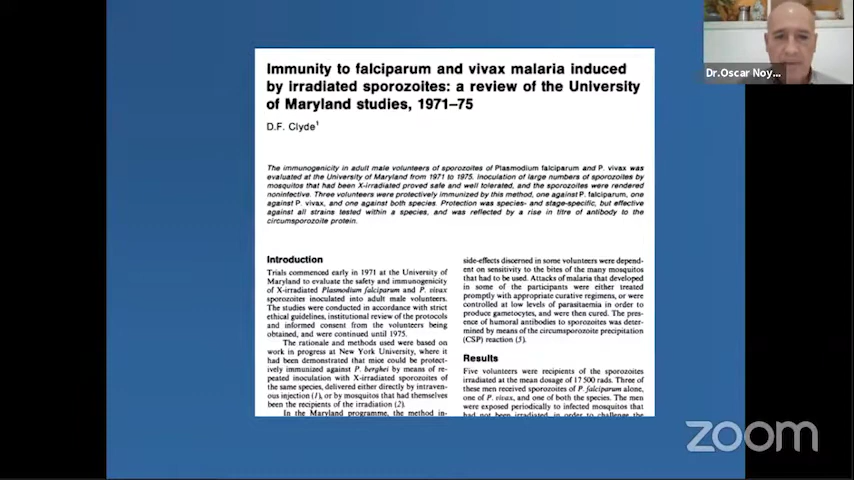 Immunity to falciparum and vivax malaria induced
by irradiated sporozoites: a review of the University
of Maryland studies, 1971–75
D.F. Clyde¹
The immunogenicity in adult male volunteers of sporozoites of Plasmodium falciparum and P. vivax was
evaluated at the University of Maryland from 1971 to 1975. Inoculation of large numbers of sporozoites by
mosquitos that had been X-irradiated proved safe and well tolerated, and the sporozoites were rendered
noninfective. Three volunteers were protectively immunized by this method, one against P. falciparum, one
against P. vivax, and one against both species. Protection was species- and stage-specific, but effective
against all strains tested within a species, and was reflected by a rise in titre of antibody to the
circumsporozoite protein.
Introduction
Trials commenced early in 1971 at the University of
Maryland to evaluate the safety and immunogenicity
of X-irradiated Plasmodium falciparum and P. vivax
sporozoites inoculated into adult male volunteers.
The studies were conducted in accordance with strict
ethical guidelines, institutional review of the protocols
and informed consent from the volunteers being
obtained, and were continued until 1975.
The rationale and methods used were based on
work in progress at New York University, where it
had been demonstrated that mice could be protect-
ively immunized against P. berghei by means of re-
peated inoculation with X-irradiated sporozoites of
the same species, delivered either directly by intraven-
ous injection (1), or by mosquitos that had themselves
been the recipients of the irradiation (2).
In the Maryland programme, the method in-
side-effects discerned in some volunteers were depend-
ent on sensitivity to the bites of the many mosquitos
that had to be used. Attacks of malaria that developed
in some of the participants were either treated
promptly with appropriate curative regimens, or were
controlled at low levels of parasitaemia in order to
produce gametocytes, and were then cured. The pres-
ence of humoral antibodies to sporozoites was deter-
mined by means of the circumsporozoite precipitation
(CSP) reaction (3).
Results
Five volunteers were recipients of the sporozoites
irradiated at the mean dosage of 17 500 rads. Three of
these men received sporozoites of P. falciparum alone,
one of P. vivax, and one of both the species. The men
were exposed periodically to infected mosquitos that
had not been irradiated, in order to challenge the
Dr.Oscar Noy...
zoom